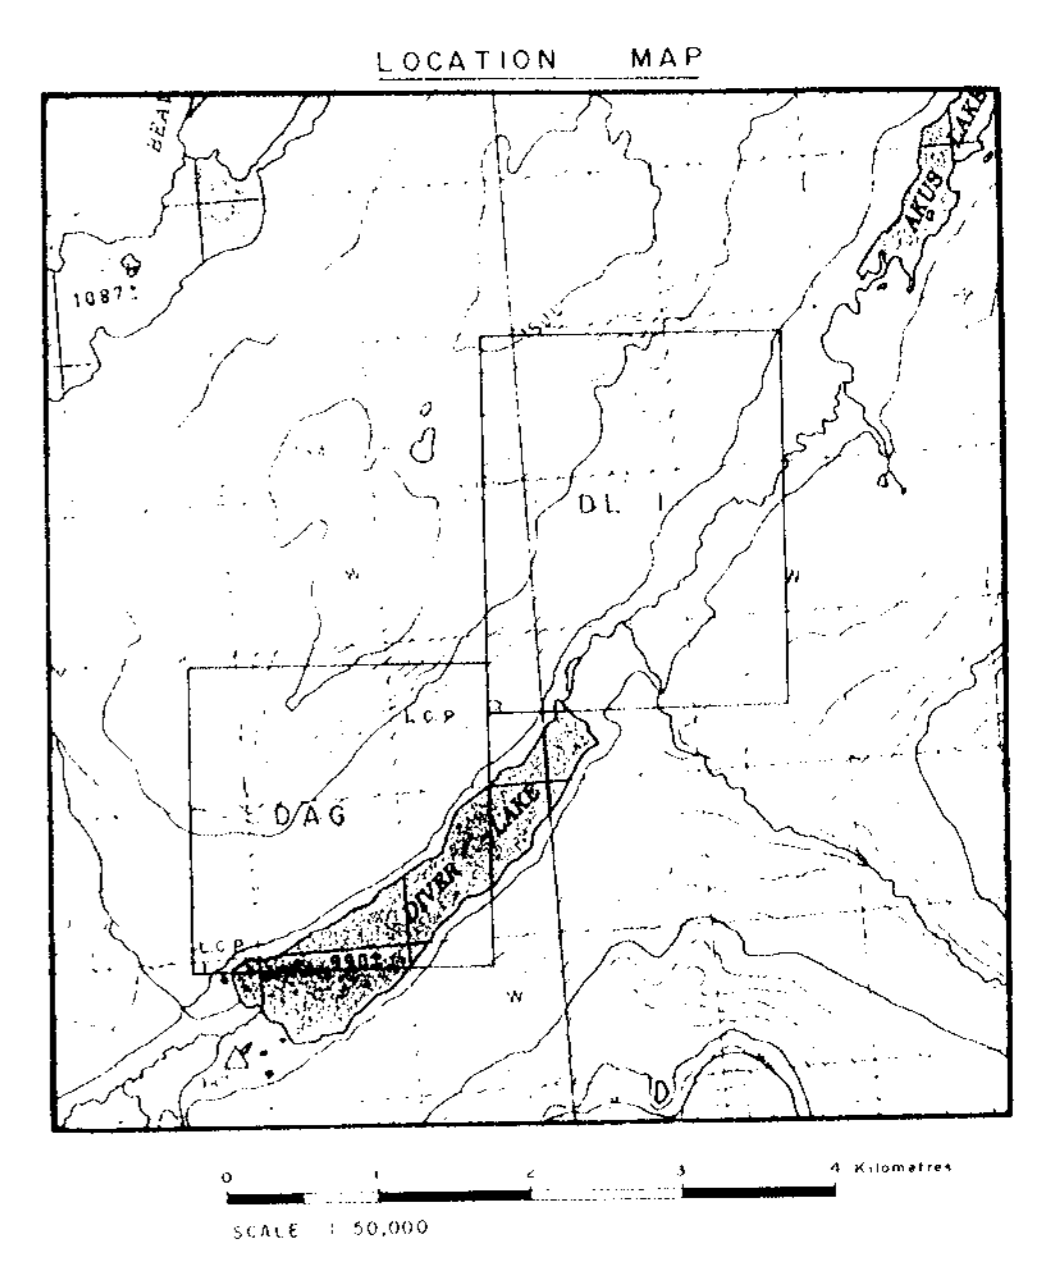 LOCATION MAP
LAKE
AKUS
1087±
DL 1
W
W
L.C.P.
DAG
DIVER LAKE
L.C.P.
W
D
0 1 2 3 4 Kilometres
SCALE 1 50,000